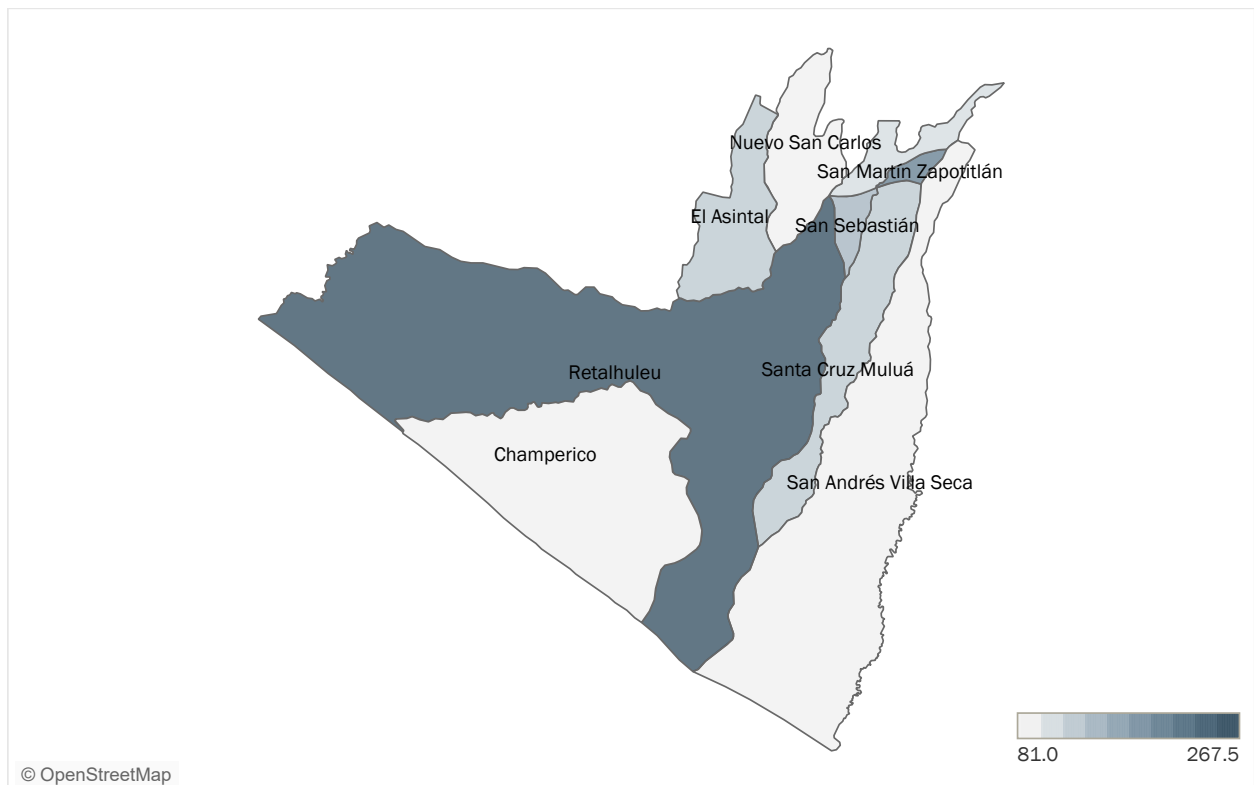 Nuevo San Carlos
San Martín Zapotitlán
El Asintal
San Sebastián
Retalhuleu
Santa Cruz Muluá
Champerico
San Andrés Villa Seca
81.0
267.5
© OpenStreetMap